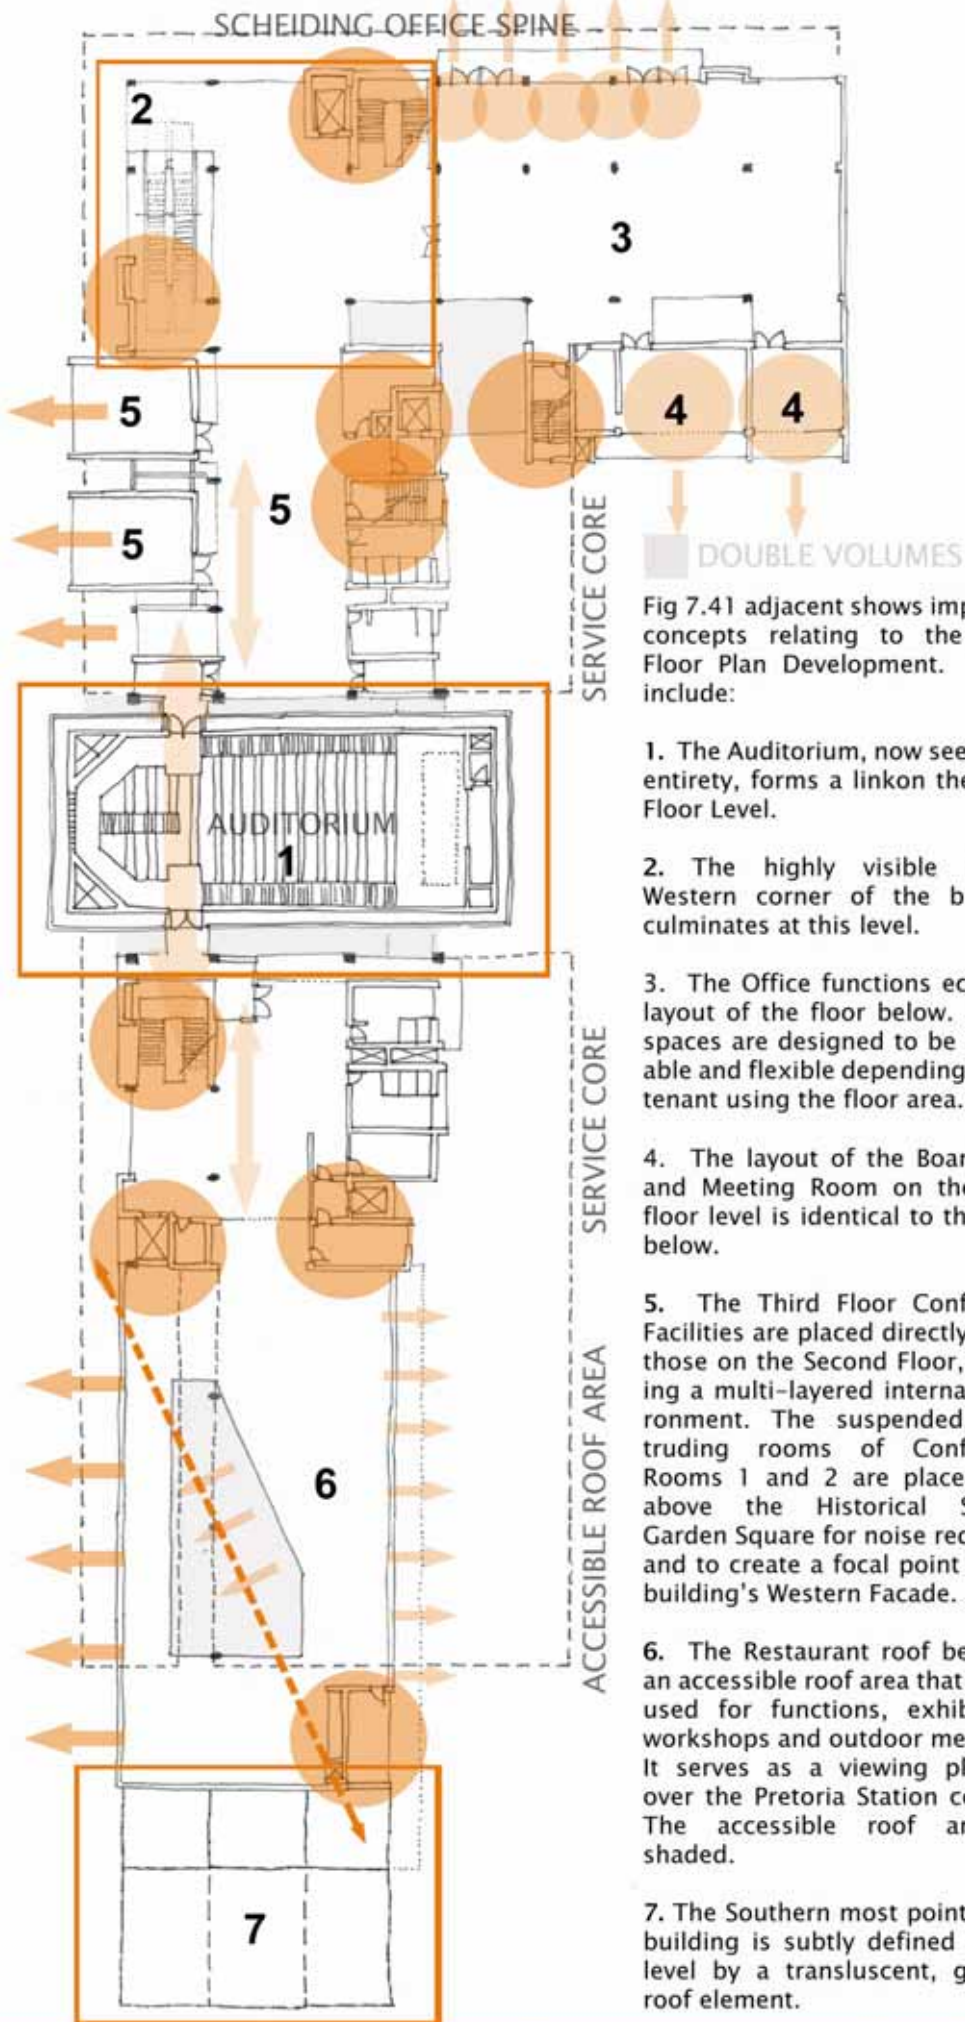 SCHEIDING OFFICE SPINE
2
3
5
4
4
5
5
SERVICE CORE
DOUBLE VOLUMES
AUDITORIUM
1
SERVICE CORE
ACCESSIBLE ROOF AREA
6
7
Fig 7.41 adjacent shows imp
concepts relating to the
Floor Plan Development.
include:
1. The Auditorium, now see
entirety, forms a linkon the
Floor Level.
2. The highly visible
Western corner of the b
culminates at this level.
3. The Office functions ec
layout of the floor below.
spaces are designed to be
able and flexible depending
tenant using the floor area.
4. The layout of the Boar
and Meeting Room on the
floor level is identical to th
below.
5. The Third Floor Conf
Facilities are placed directly
those on the Second Floor,
ing a multi-layered interna
ronment. The suspended
truding rooms of Conf
Rooms 1 and 2 are place
above the Historical S
Garden Square for noise rec
and to create a focal point
building's Western Facade.
6. The Restaurant roof be
an accessible roof area that
used for functions, exhib
workshops and outdoor me
It serves as a viewing pl
over the Pretoria Station c
The accessible roof ar
shaded.
7. The Southern most point
building is subtly defined
level by a transluscent, g
roof element.